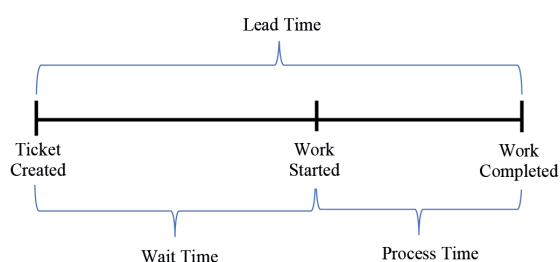 Lead Time
Ticket
Created
Work
Started
Work
Completed
Wait Time
Process Time